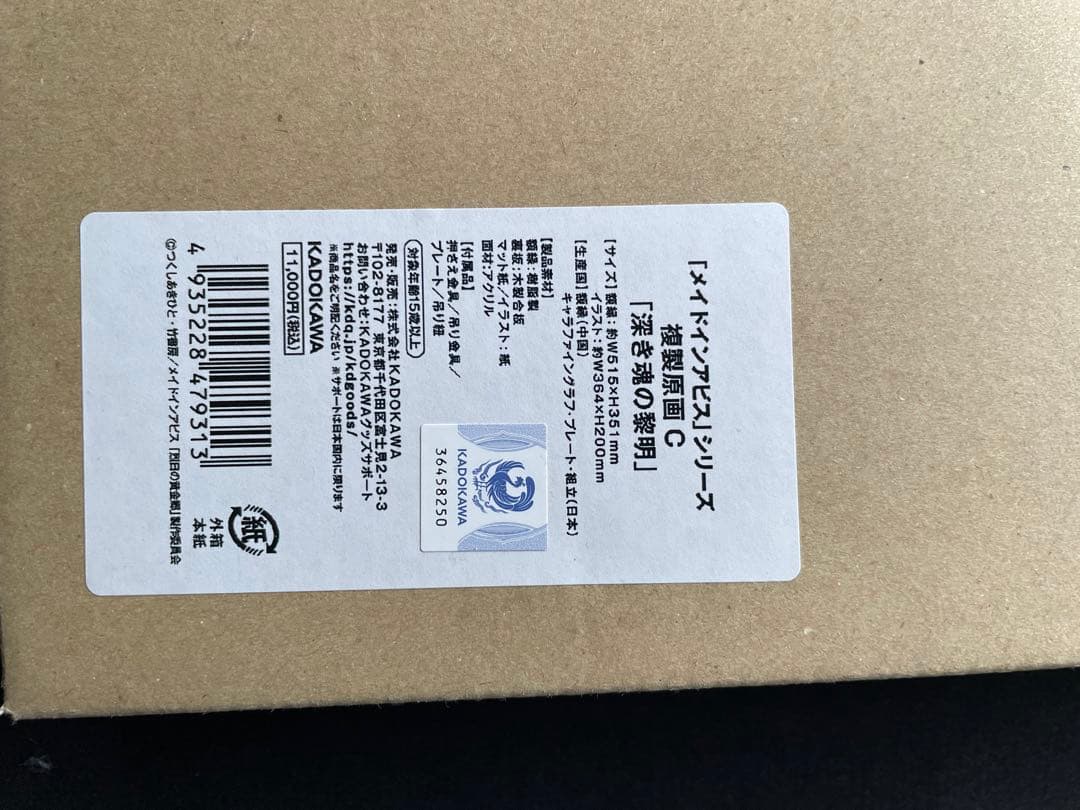 「メイドインアビス」シリーズ
複製原画 C
「深き魂の黎明」
【サイズ】額縁：約W515×H351mm
イラスト：約W364×H200mm
【生産国】額縁（中国）
キャラファイングラフ・プレート・組立（日本）
【製品素材】
額縁：樹脂製
裏板：木製合板
マット紙／イラスト：紙
面材：アクリル
【付属品】
押さえ金具／吊り金具／
プレート／吊り紐
対象年齢15歳以上
発売・販売：株式会社KADOKAWA
〒102-8177 東京都千代田区富士見2-13-3
お問い合わせ：KADOKAWAグッズサポート
https://kdq.jp/kdgoods/
※商品名をご明記ください ※サポートは日本国内に限ります
KADOKAWA
11,000円（税込）
KADOKAWA
36458250
4 935228 479313
紙
外箱
本紙
©つくしあきひと・竹書房／メイドインアビス「烈日の黄金郷」製作委員会